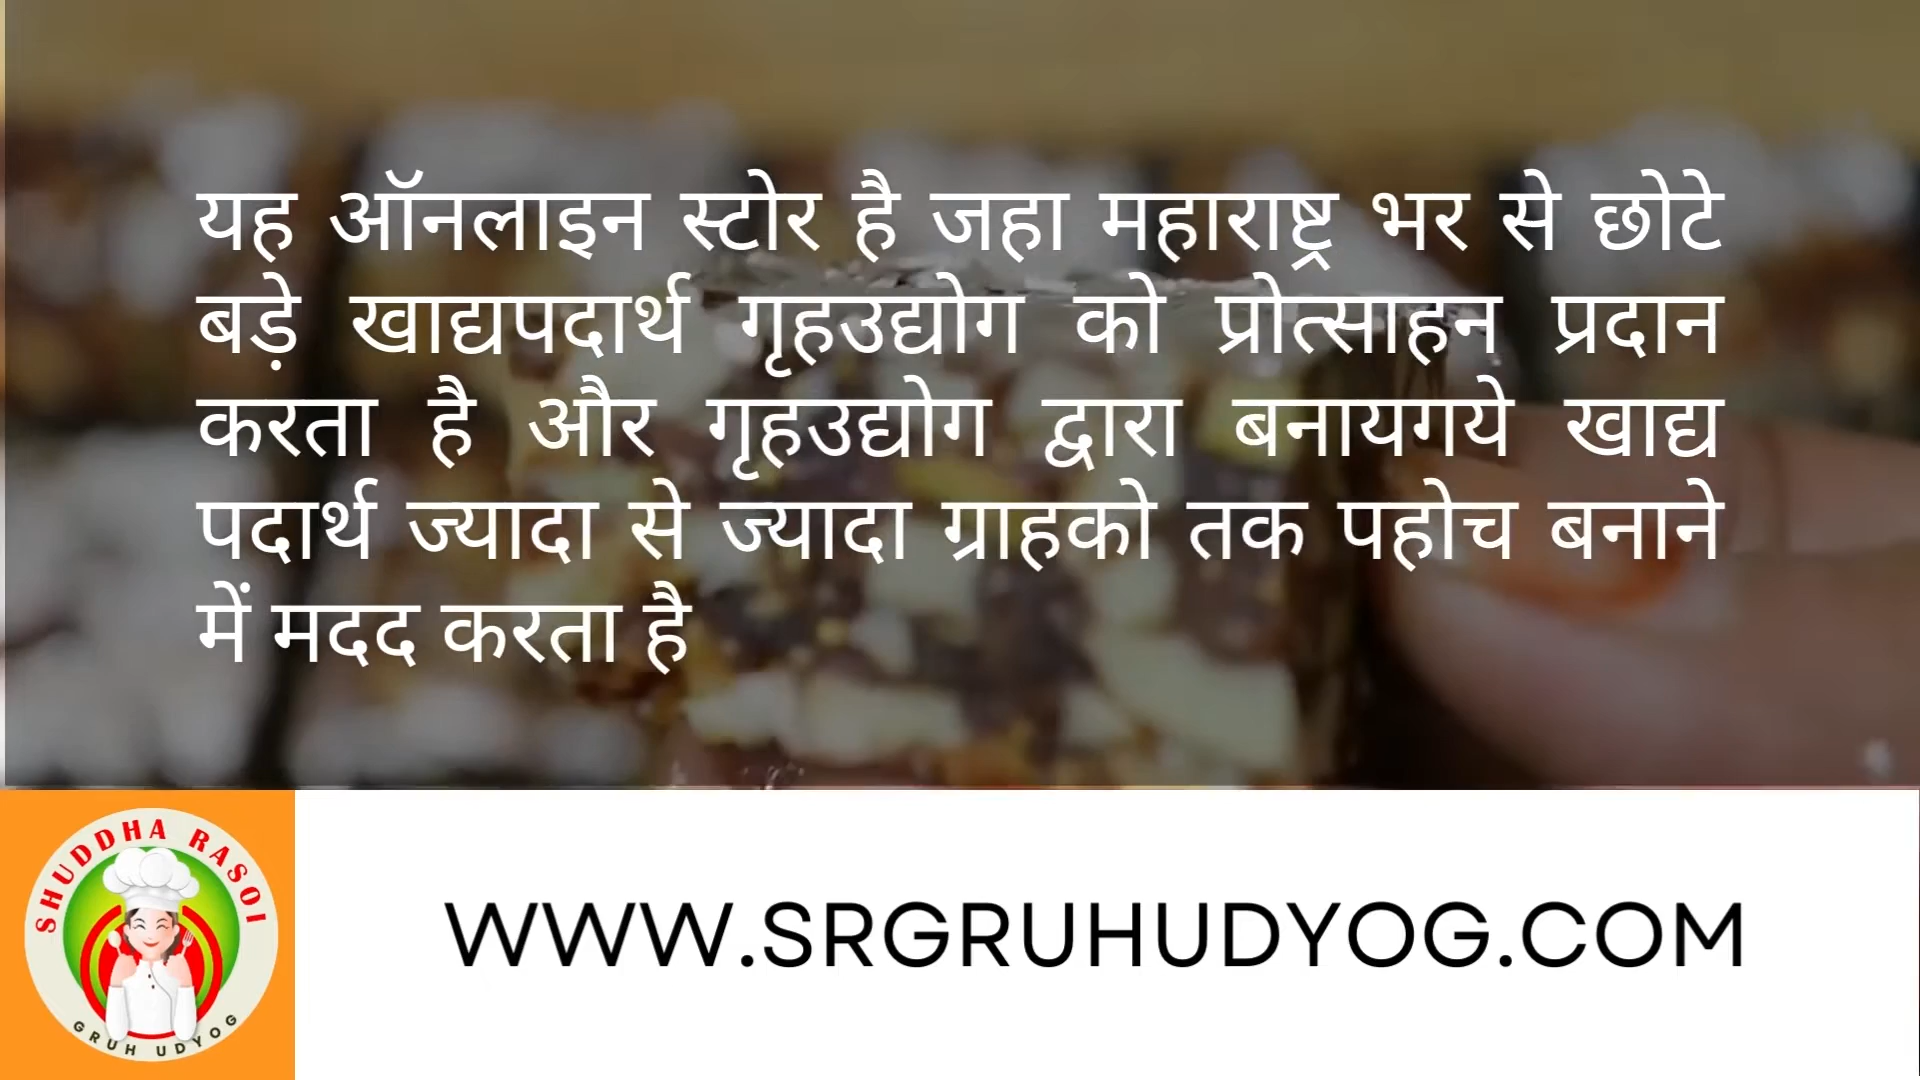 यह ऑनलाइन स्टोर है जहा महाराष्ट्र भर से छोटे
बड़े खाद्यपदार्थ गृहउद्योग को प्रोत्साहन प्रदान
करता है और गृहउद्योग द्वारा बनायगये खाद्य
पदार्थ ज्यादा से ज्यादा ग्राहको तक पहोच बनाने
में मदद करता है
SHUDDHA RASOI
GRUH UDYOG
WWW.SRGRUHUDYOG.COM